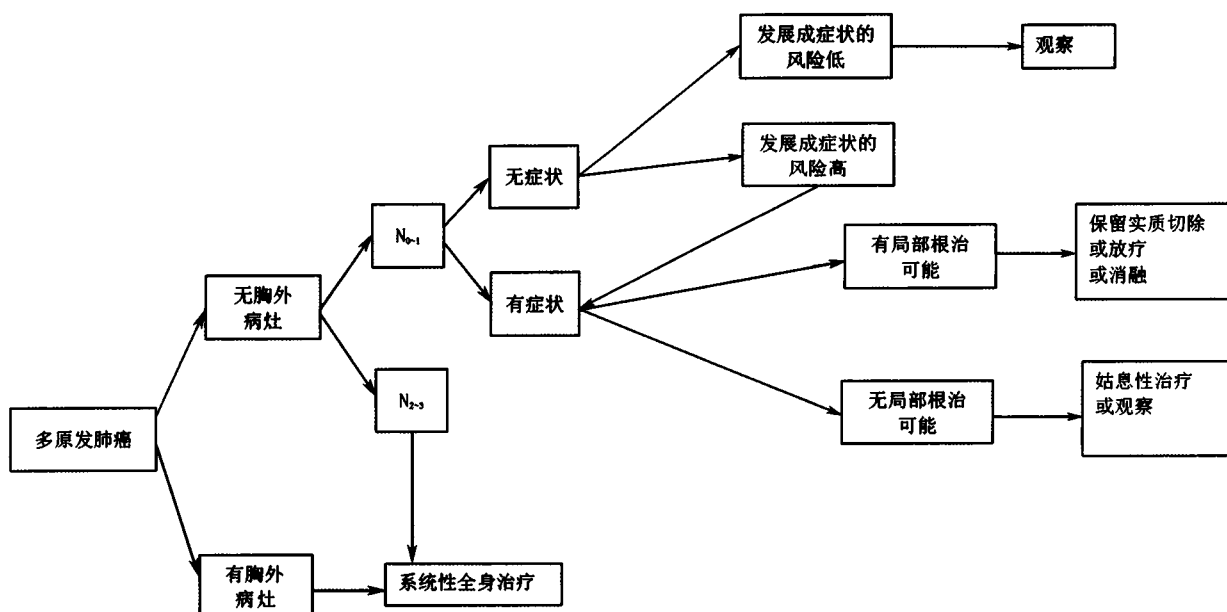 发展成症状的
风险低
观察
发展成症状的
风险高
无症状
N₀~₁
有局部根治
可能
保留实质切除
或放疗
或消融
无胸外
病灶
有症状
N₂~₃
无局部根治
可能
姑息性治疗
或观察
多原发肺癌
有胸外
病灶
系统性全身治疗